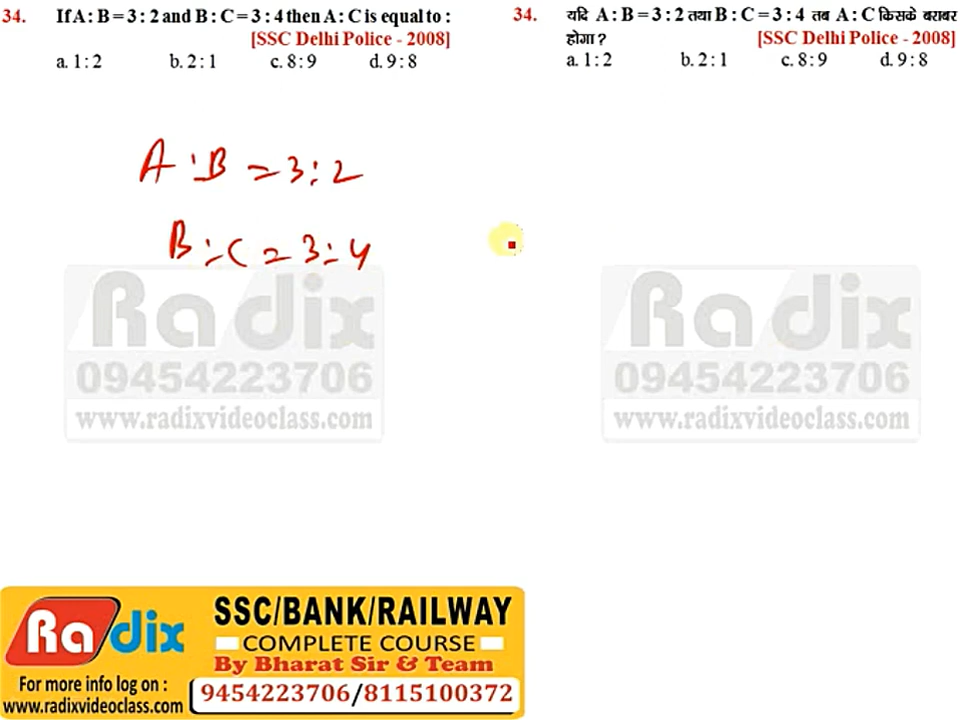 34. If A : B = 3 : 2 and B : C = 3 : 4 then A : C is equal to :
[SSC Delhi Police - 2008]
a. 1 : 2 b. 2 : 1 c. 8 : 9 d. 9 : 8
34. यदि A : B = 3 : 2 तथा B : C = 3 : 4 तब A : C किसके बराबर
होगा ? [SSC Delhi Police - 2008]
a. 1 : 2 b. 2 : 1 c. 8 : 9 d. 9 : 8
A : B = 3 : 2
B : C = 3 : 4
Radix
09454223706
www.radixvideoclass.com
Radix
09454223706
www.radixvideoclass.com
Radix
For more info log on :
www.radixvideoclass.com
SSC/BANK/RAILWAY
COMPLETE COURSE
By Bharat Sir & Team
9454223706/8115100372